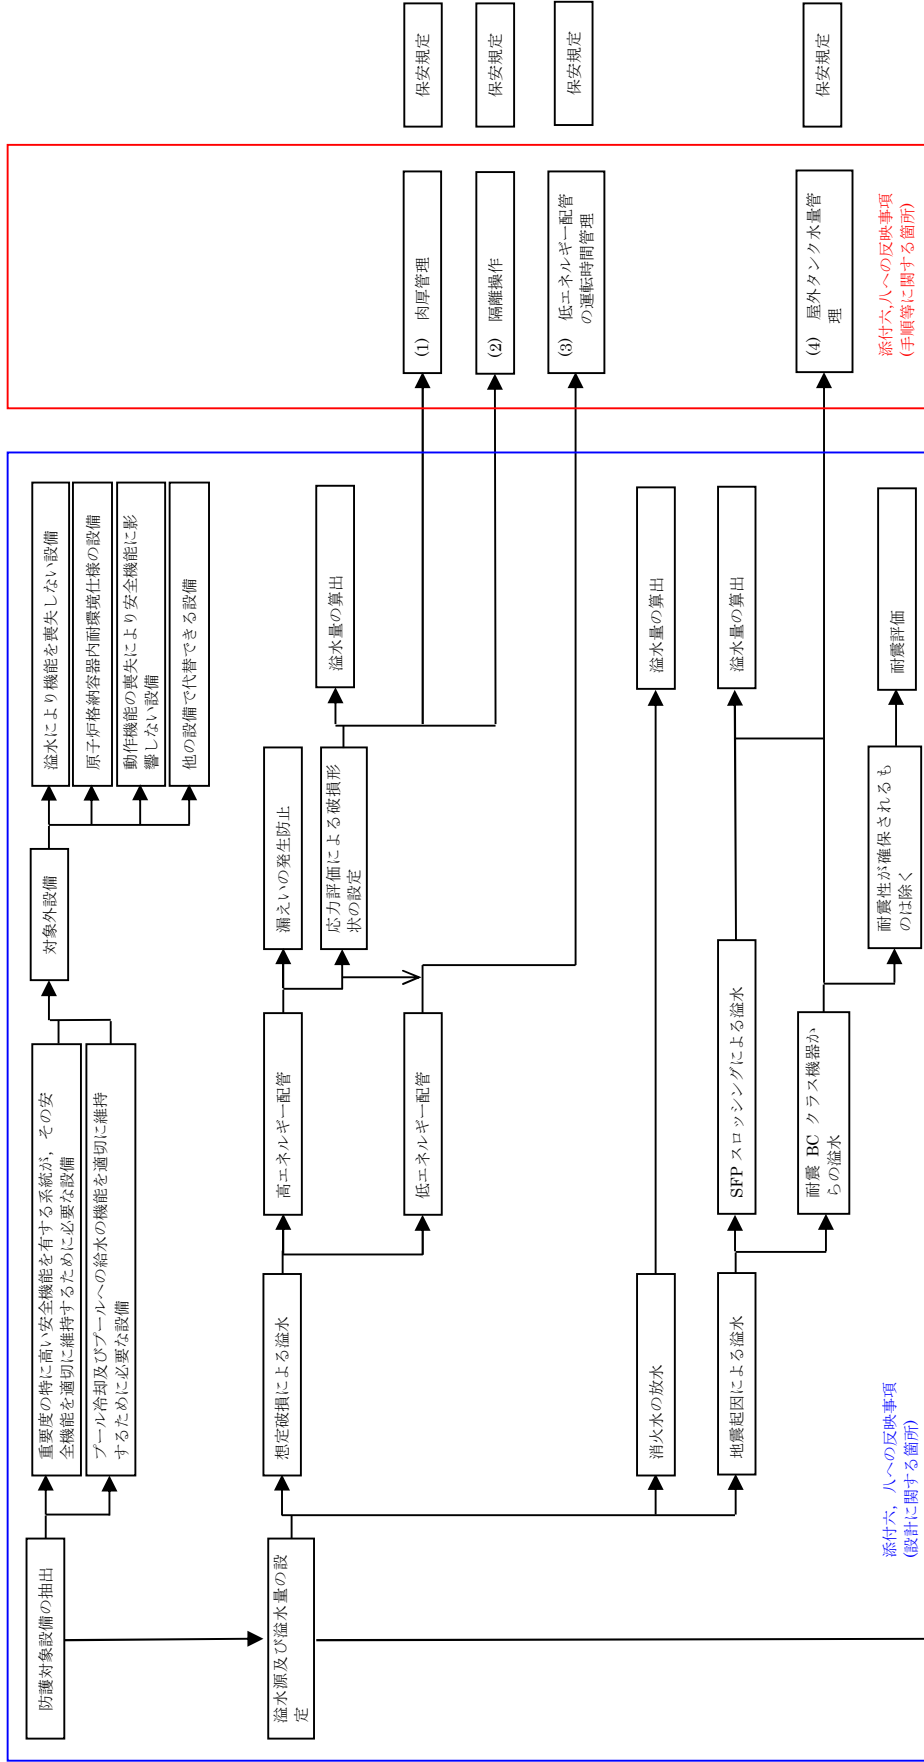 防護対象設備の抽出
重要度の特に高い安全機能を有する系統が，その安
全機能を適切に維持するために必要な設備
プール冷却及びプールへの給水の機能を適切に維持
するために必要な設備
対象外設備
溢水により機能を喪失しない設備
原子炉格納容器内耐環境仕様の設備
動作機能の喪失により安全機能に影
響しない設備
他の設備で代替できる設備
溢水源及び溢水量の設
定
想定破損による溢水
高エネルギー配管
漏えいの発生防止
応力評価による破損形
状の設定
溢水量の算出
低エネルギー配管
(1) 肉厚管理
保安規定
(2) 隔離操作
保安規定
(3) 低エネルギー配管
の運転時間管理
保安規定
消火水の放水
溢水量の算出
地震起因による溢水
SFP スロッシングによる溢水
溢水量の算出
耐震 BC クラス機器か
らの溢水
(4) 屋外タンク水量管
理
保安規定
耐震性が確保されるも
のは除く
耐震評価
添付六，八への反映事項
(設計に関する箇所)
添付六,八への反映事項
(手順等に関する箇所)